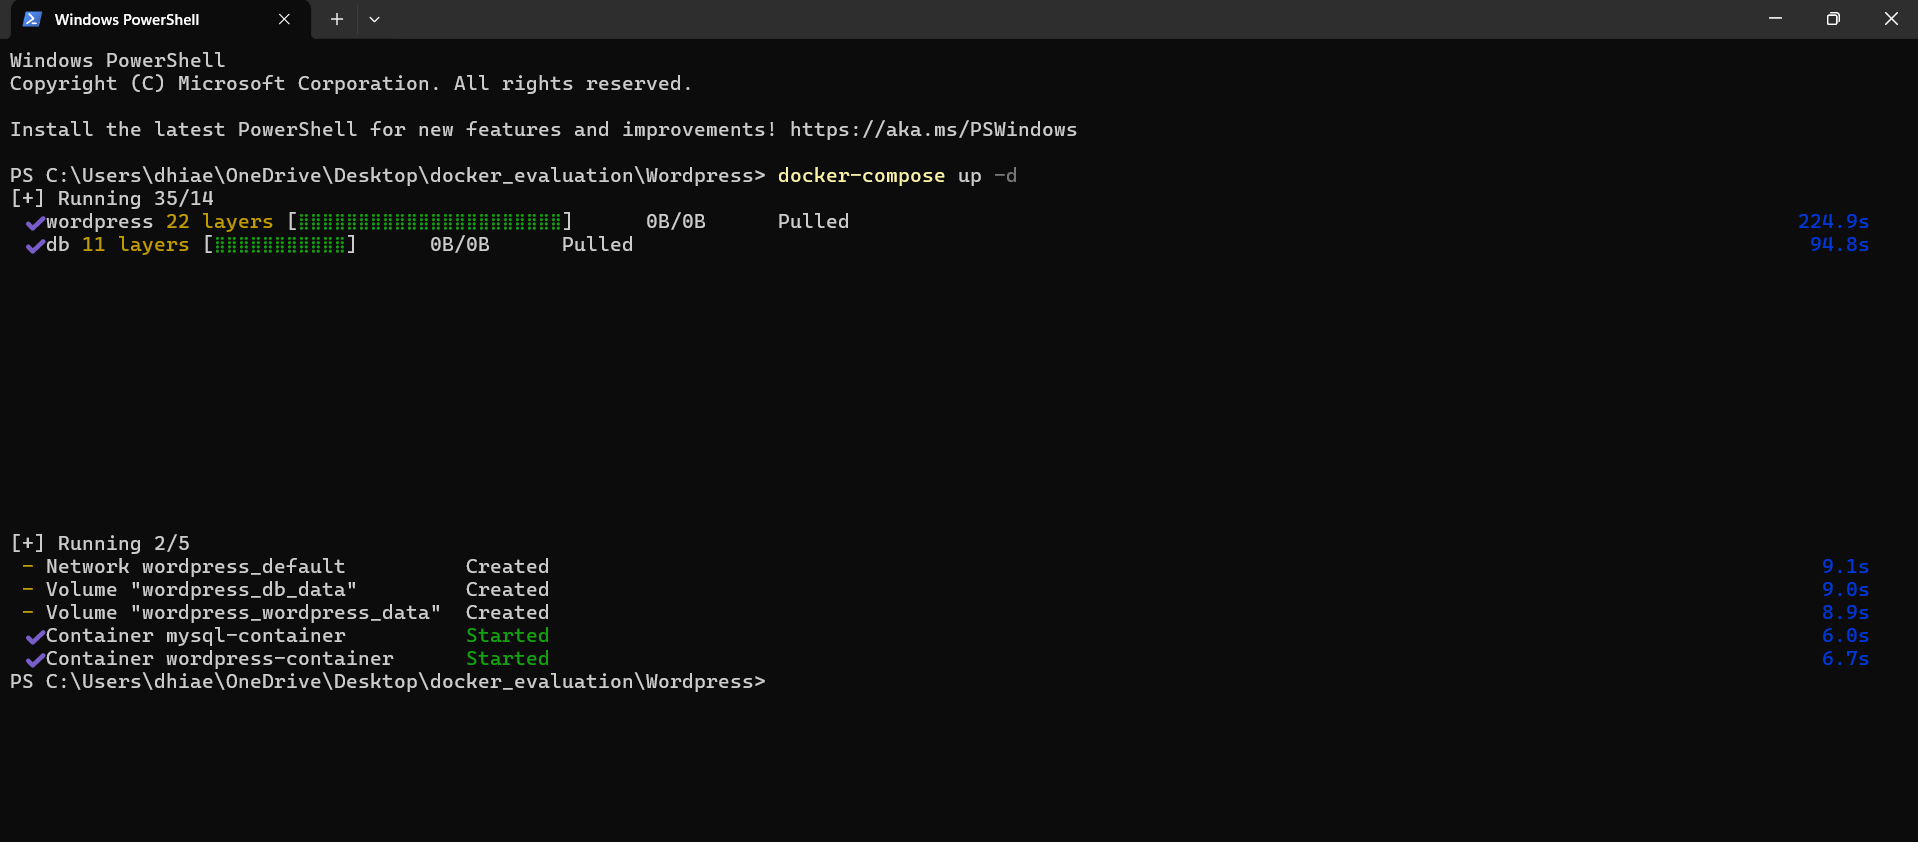 Windows PowerShell
Windows PowerShell
Copyright (C) Microsoft Corporation. All rights reserved.
Install the latest PowerShell for new features and improvements! https://aka.ms/PSWindows
PS C:\Users\dhiae\OneDrive\Desktop\docker_evaluation\Wordpress> docker-compose up -d
[+] Running 35/14
✔wordpress 22 layers [⣿⣿⣿⣿⣿⣿⣿⣿⣿⣿⣿⣿⣿⣿⣿⣿⣿⣿⣿⣿⣿⣿] 0B/0B Pulled 224.9s
✔db 11 layers [⣿⣿⣿⣿⣿⣿⣿⣿⣿⣿⣿] 0B/0B Pulled 94.8s
[+] Running 2/5
- Network wordpress_default Created 9.1s
- Volume "wordpress_db_data" Created 9.0s
- Volume "wordpress_wordpress_data" Created 8.9s
✔Container mysql-container Started 6.0s
✔Container wordpress-container Started 6.7s
PS C:\Users\dhiae\OneDrive\Desktop\docker_evaluation\Wordpress>